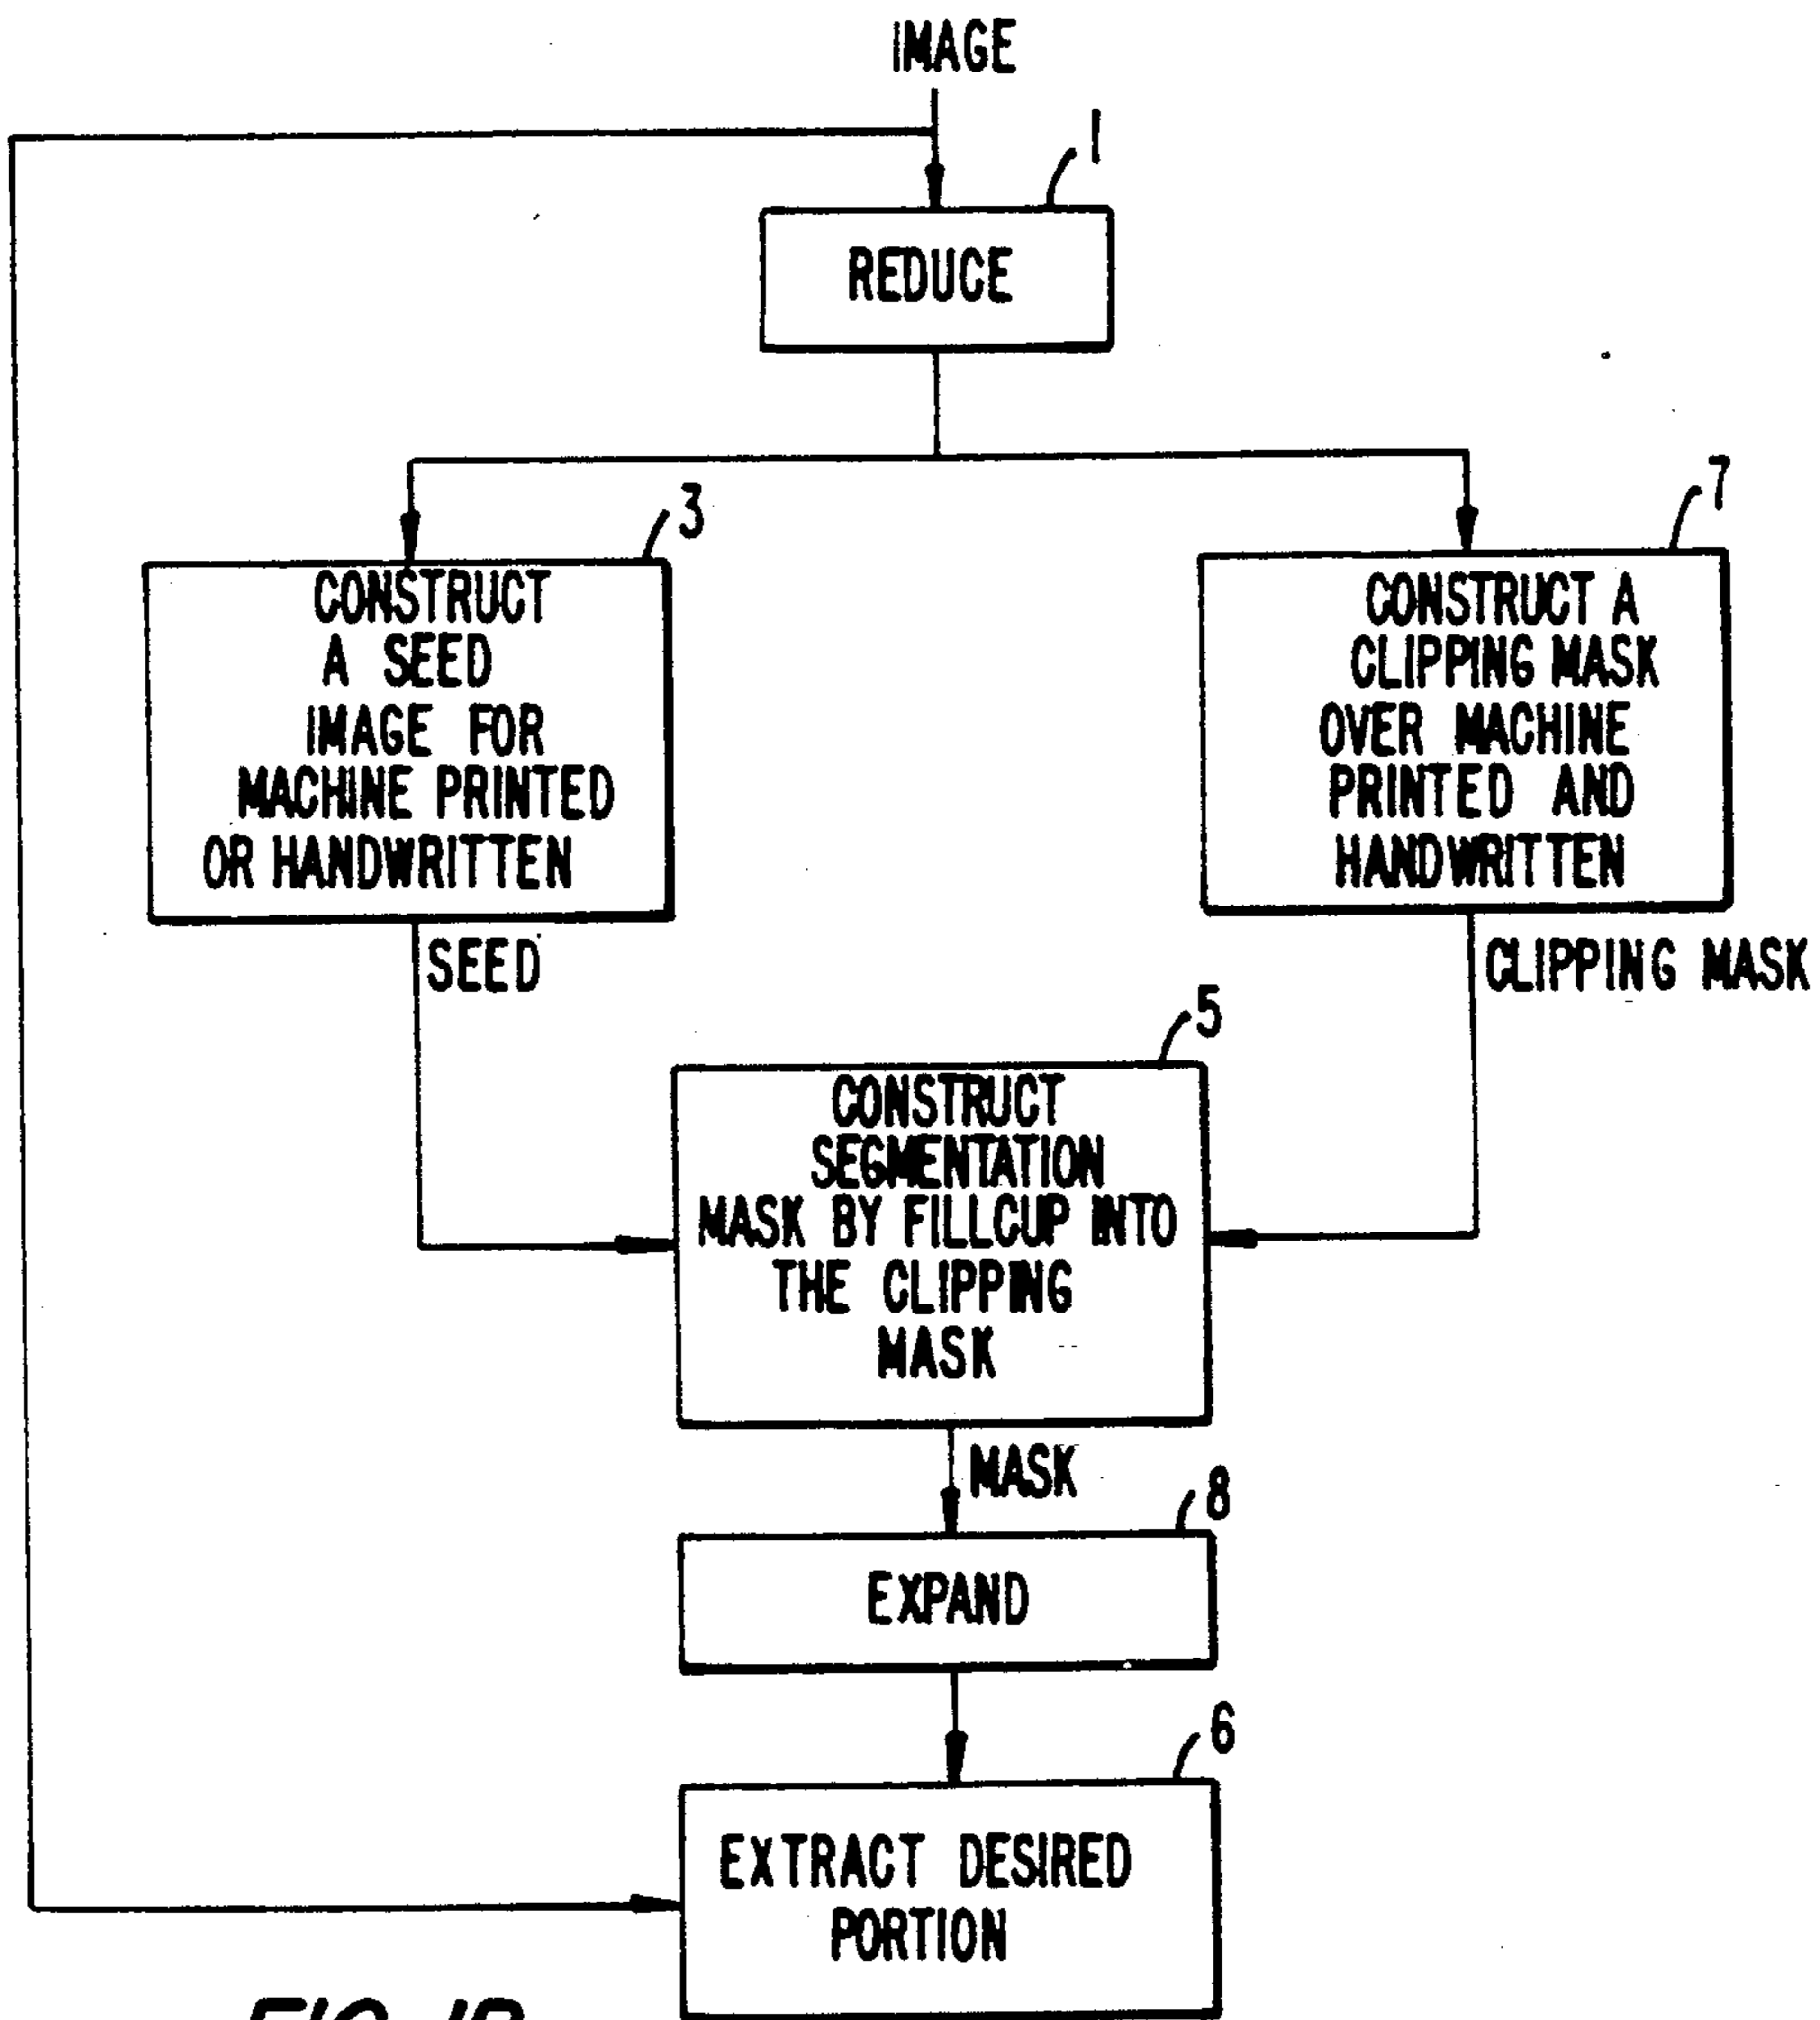 IMAGE
1
REDUCE
3
CONSTRUCT
A SEED
IMAGE FOR
MACHINE PRINTED
OR HANDWRITTEN
7
CONSTRUCT A
CLIPPING MASK
OVER MACHINE
PRINTED AND
HANDWRITTEN
SEED
CLIPPING MASK
5
CONSTRUCT
SEGMENTATION
MASK BY FILLCUP INTO
THE CLIPPING
MASK
MASK
8
EXPAND
6
EXTRACT DESIRED
PORTION
FIG.